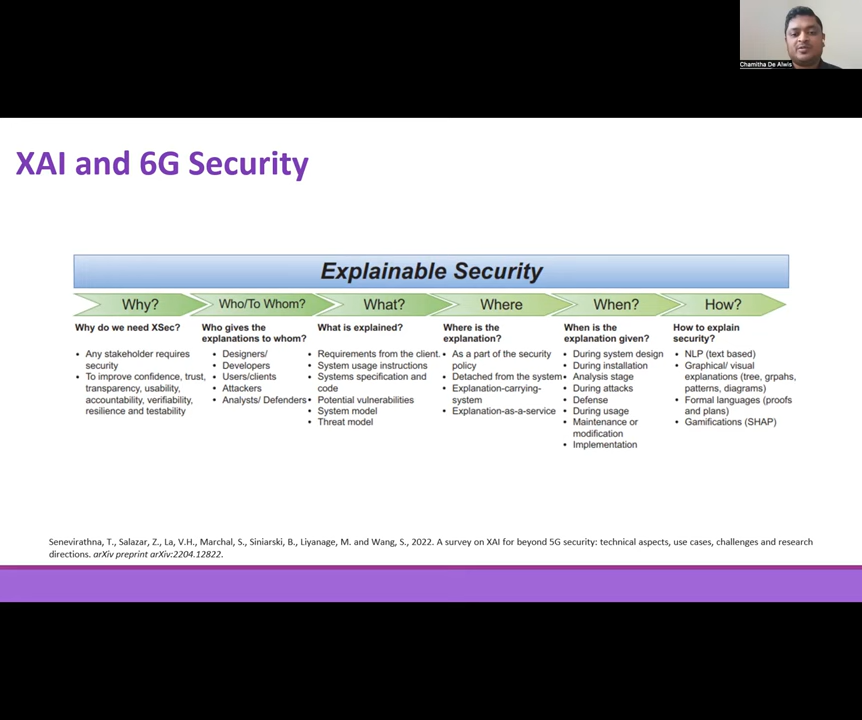 Chamitha De Alwis
XAI and 6G Security
Explainable Security
Why?
Who/To Whom?
What?
Where
When?
How?
Why do we need XSec?
• Any stakeholder requires
security
• To improve confidence, trust,
transparency, usability,
accountability, verifiability,
resilience and testability
Who gives the
explanations to whom?
• Designers/
• Developers
• Users/clients
• Attackers
• Analysts/ Defenders
What is explained?
• Requirements from the client.
• System usage instructions
• Systems specification and
code
• Potential vulnerabilities
• System model
• Threat model
Where is the
explanation?
• As a part of the security
policy
• Detached from the system
• Explanation-carrying-
system
• Explanation-as-a-service
When is the
explanation given?
• During system design
• During installation
• Analysis stage
• During attacks
• Defense
• During usage
• Maintenance or
modification
• Implementation
How to explain
security?
• NLP (text based)
• Graphical/ visual
explanations (tree, grpahs,
patterns, diagrams)
• Formal languages (proofs
and plans)
• Gamifications (SHAP)
Senevirathna, T., Salazar, Z., La, V.H., Marchal, S., Siniarski, B., Liyanage, M. and Wang, S., 2022. A survey on XAI for beyond 5G security: technical aspects, use cases, challenges and research
directions. arXiv preprint arXiv:2204.12822.